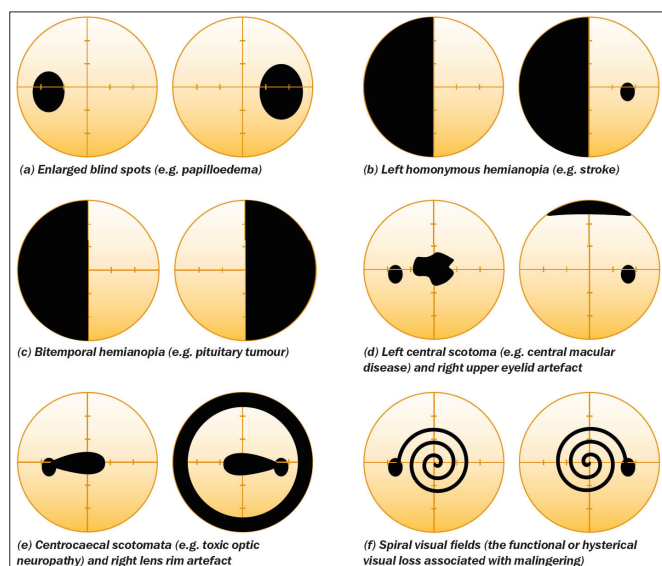 (a) Enlarged blind spots (e.g. papilloedema)
(b) Left homonymous hemianopia (e.g. stroke)
(c) Bitemporal hemianopia (e.g. pituitary tumour)
(d) Left central scotoma (e.g. central macular
disease) and right upper eyelid artefact
(e) Centrocaecal scotomata (e.g. toxic optic
neuropathy) and right lens rim artefact
(f) Spiral visual fields (the functional or hysterical
visual loss associated with malingering)